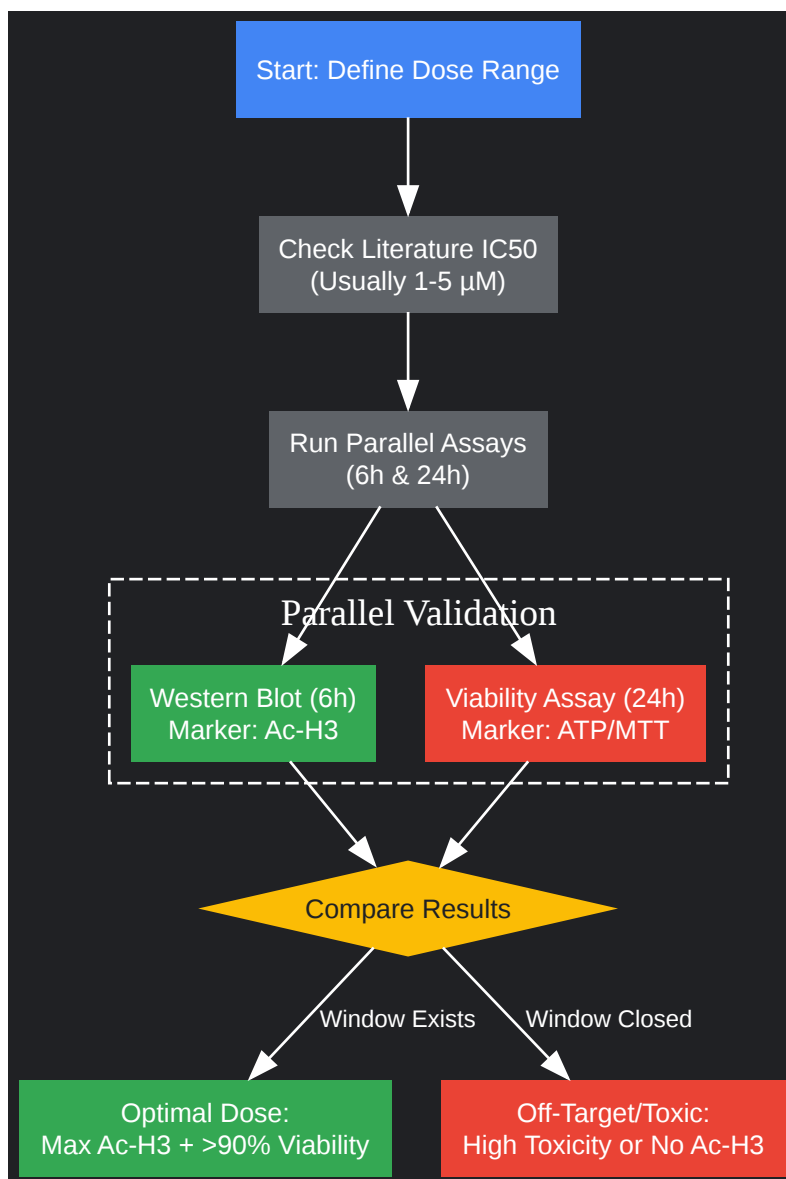 Start: Define Dose Range
Check Literature IC50
(Usually 1-5 µM)
Run Parallel Assays
(6h & 24h)
Parallel Validation
Western Blot (6h)
Marker: Ac-H3
Viability Assay (24h)
Marker: ATP/MTT
Compare Results
Window Exists
Window Closed
Optimal Dose:
Max Ac-H3 + >90% Viability
Off-Target/Toxic:
High Toxicity or No Ac-H3